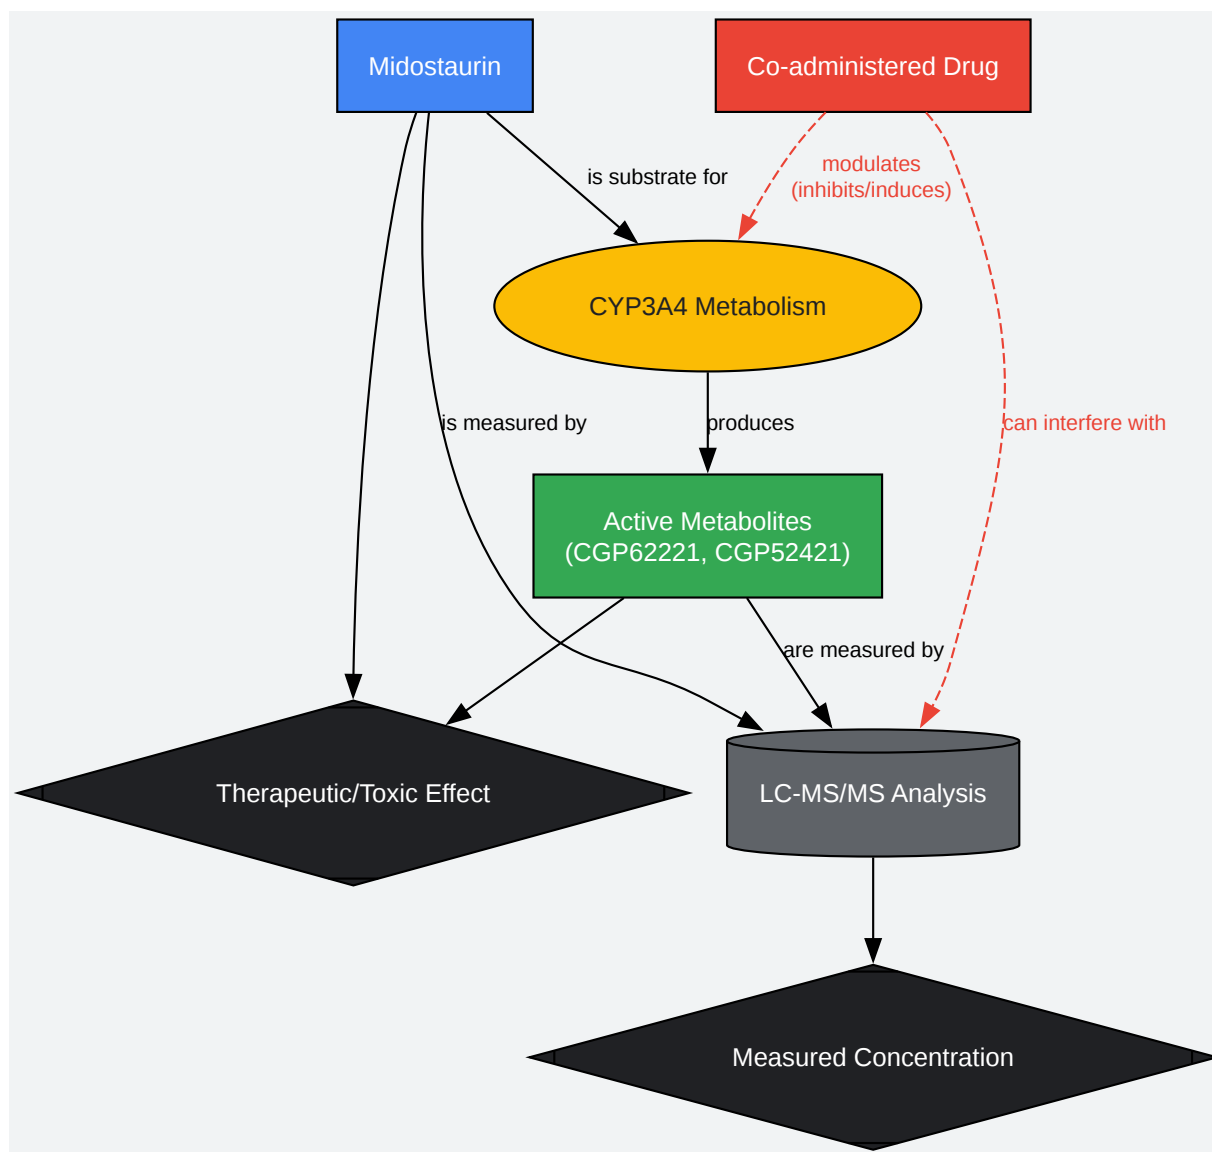 Midostaurin
Co-administered Drug
is substrate for
modulates
(inhibits/induces)
CYP3A4 Metabolism
is measured by
produces
can interfere with
Active Metabolites
(CGP62221, CGP52421)
are measured by
Therapeutic/Toxic Effect
LC-MS/MS Analysis
Measured Concentration